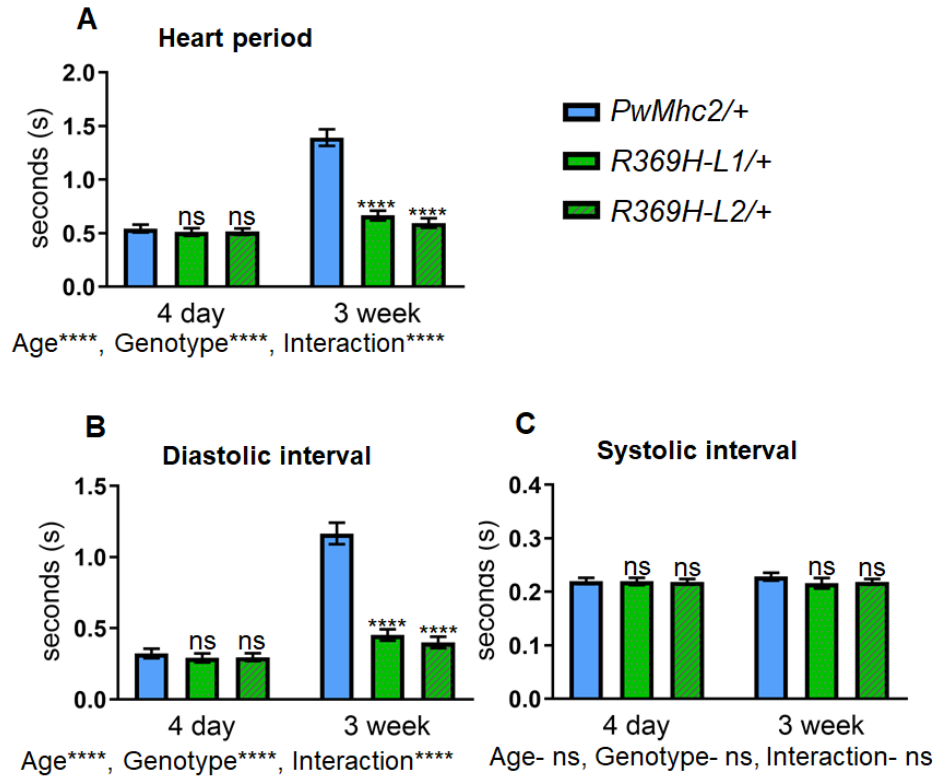 A
Heart period
2.0
1.5
1.0
0.5
0.0
seconds (s)
ns ns
**** ****
4 day 3 week
Age****, Genotype****, Interaction****
PwMhc2/+
R369H-L1/+
R369H-L2/+
B
Diastolic interval
1.5
1.0
0.5
0.0
seconds (s)
ns ns
**** ****
4 day 3 week
Age****, Genotype****, Interaction****
C
Systolic interval
0.4
0.3
0.2
0.1
0.0
seconds (s)
ns ns
ns ns
4 day 3 week
Age- ns, Genotype- ns, Interaction- ns